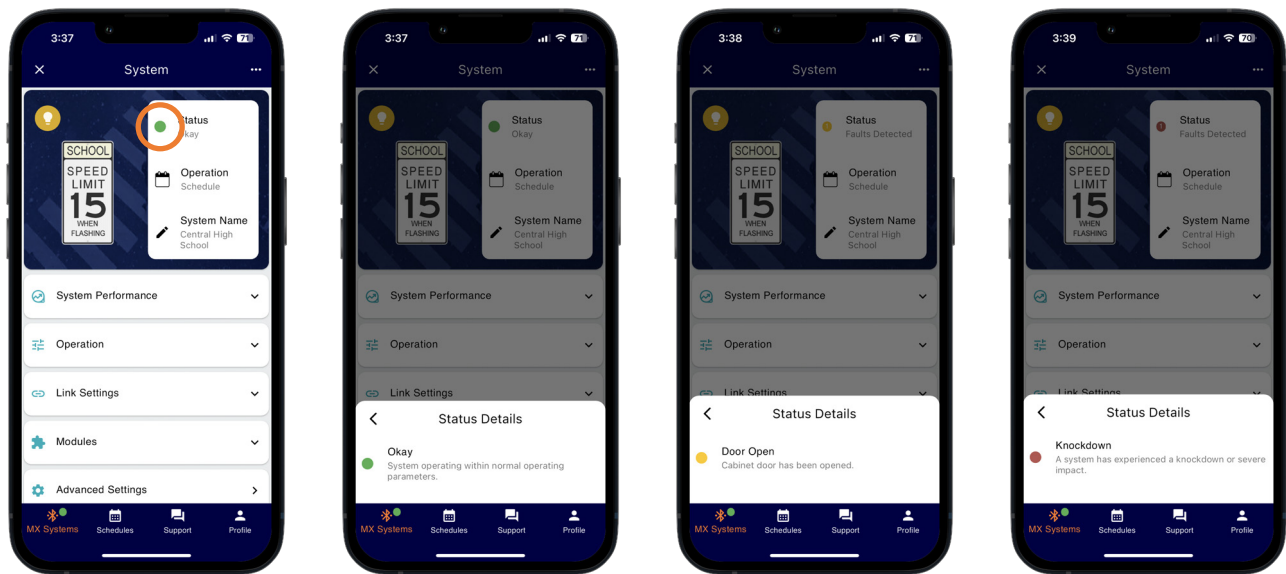 3:37
71
System
Status
Okay
SCHOOL
SPEED
LIMIT
15
WHEN
FLASHING
Operation
Schedule
System Name
Central High
School
System Performance
Operation
Link Settings
Modules
Advanced Settings
MX Systems
Schedules
Support
Profile
3:37
71
System
Status
Okay
SCHOOL
SPEED
LIMIT
15
WHEN
FLASHING
Operation
Schedule
System Name
Central High
School
System Performance
Operation
Link Settings
Status Details
Okay
System operating within normal operating
parameters.
MX Systems
Schedules
Support
Profile
3:38
71
System
Status
Faults Detected
SCHOOL
SPEED
LIMIT
15
WHEN
FLASHING
Operation
Schedule
System Name
Central High
School
System Performance
Operation
Link Settings
Status Details
Door Open
Cabinet door has been opened.
MX Systems
Schedules
Support
Profile
3:39
70
System
Status
Faults Detected
SCHOOL
SPEED
LIMIT
15
WHEN
FLASHING
Operation
Schedule
System Name
Central High
School
System Performance
Operation
Link Settings
Status Details
Knockdown
A system has experienced a knockdown or severe
impact.
MX Systems
Schedules
Support
Profile